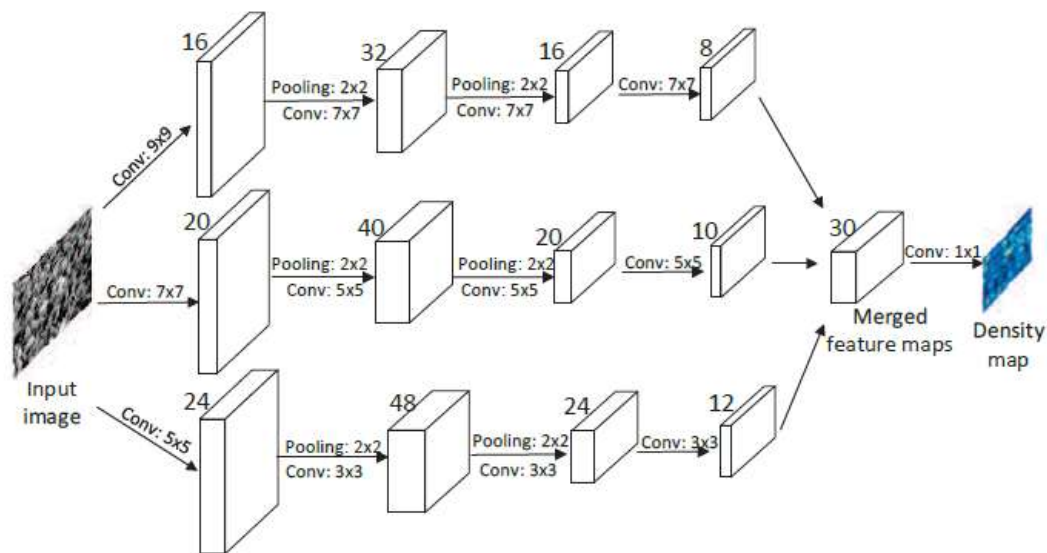 16
32
16
8
Pooling: 2x2
Conv: 7x7
Pooling: 2x2
Conv: 7x7
Conv: 7x7
Conv: 9x9
20
40
20
10
30
Conv: 7x7
Pooling: 2x2
Conv: 5x5
Pooling: 2x2
Conv: 5x5
Conv: 5x5
Conv: 1x1
Merged
feature maps
Density
map
Input
image
Conv: 5x5
24
48
24
12
Pooling: 2x2
Conv: 3x3
Pooling: 2x2
Conv: 3x3
Conv: 3x3